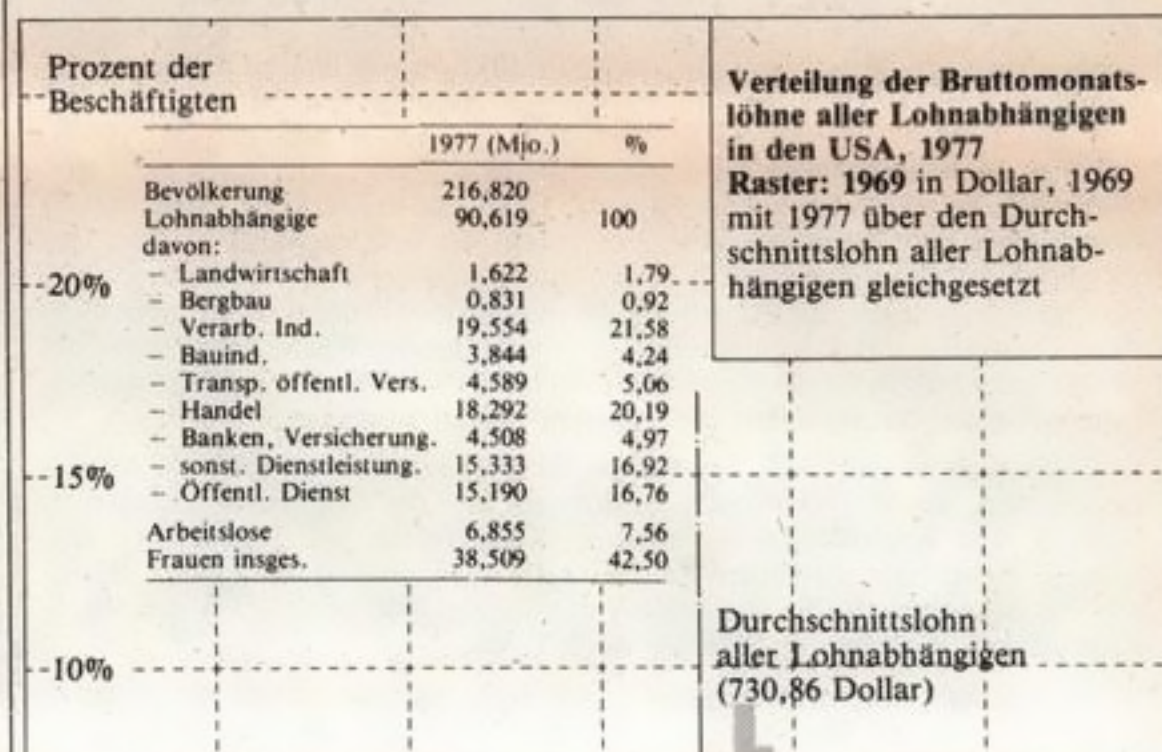 Prozent der
Beschäftigten
1977 (Mio.) %
Bevölkerung 216,820
Lohnabhängige 90,619 100
davon:
– Landwirtschaft 1,622 1,79
– Bergbau 0,831 0,92
– Verarb. Ind. 19,554 21,58
– Bauind. 3,844 4,24
– Transp. öffentl. Vers. 4,589 5,06
– Handel 18,292 20,19
– Banken, Versicherung. 4,508 4,97
– sonst. Dienstleistung. 15,333 16,92
– Öffentl. Dienst 15,190 16,76
Arbeitslose 6,855 7,56
Frauen insges. 38,509 42,50
20%
15%
10%
Verteilung der Bruttomonats-
löhne aller Lohnabhängigen
in den USA, 1977
Raster: 1969 in Dollar, 1969
mit 1977 über den Durch-
schnittslohn aller Lohnab-
hängigen gleichgesetzt
Durchschnittslohn
aller Lohnabhängigen
(730,86 Dollar)